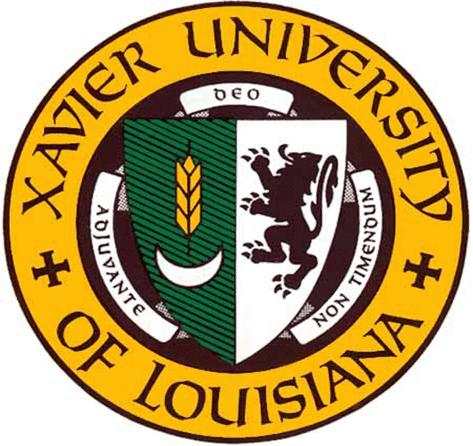 XAVIER UNIVERSITY
OF LOUISIANA
DEO
ADJUVANTE
NON TIMENDUM